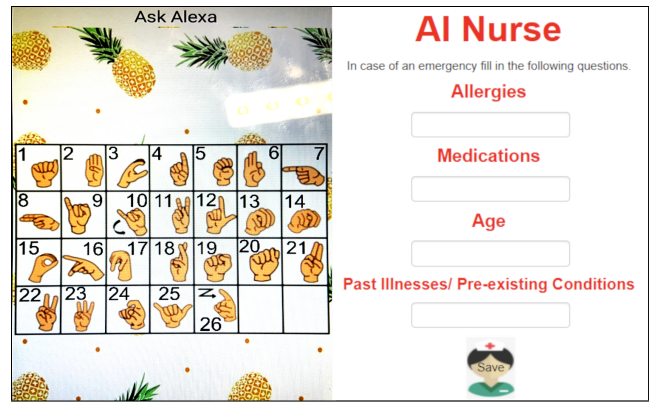 Ask Alexa
1 2 3 4 5 6 7
8 9 10 11 12 13 14
15 16 17 18 19 20 21
22 23 24 25 26
AI Nurse
In case of an emergency fill in the following questions.
Allergies
Medications
Age
Past Illnesses/ Pre-existing Conditions
Save